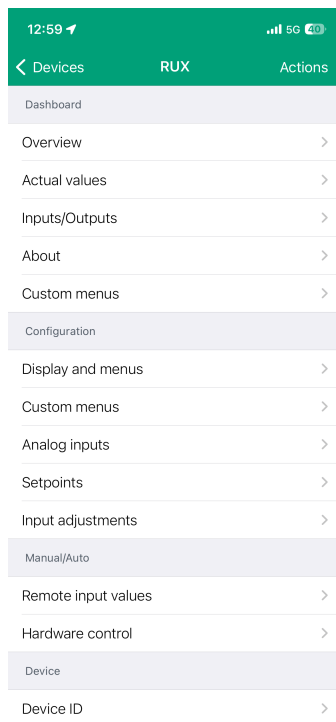 12:59 5G 40
Devices RUX Actions
Dashboard
Overview
Actual values
Inputs/Outputs
About
Custom menus
Configuration
Display and menus
Custom menus
Analog inputs
Setpoints
Input adjustments
Manual/Auto
Remote input values
Hardware control
Device
Device ID